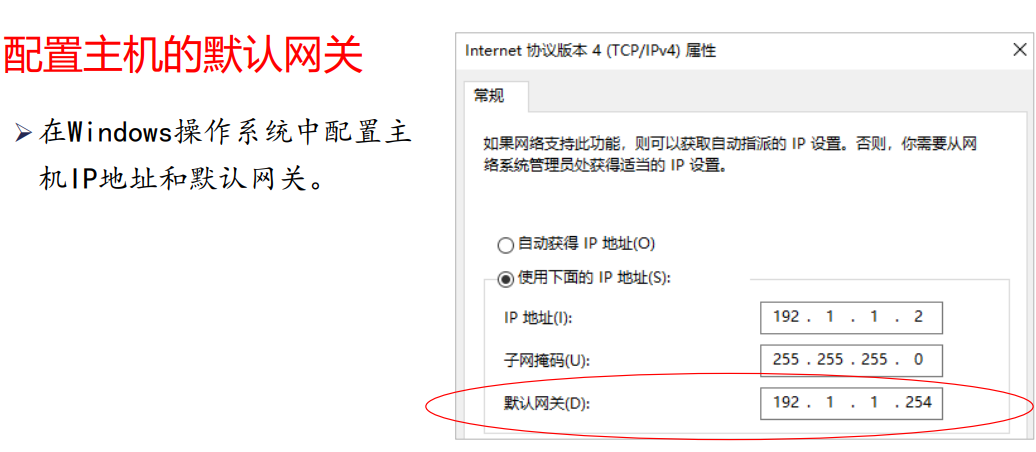 配置主机的默认网关
➢在Windows操作系统中配置主
机IP地址和默认网关。
Internet 协议版本 4 (TCP/IPv4) 属性
常规
如果网络支持此功能，则可以获取自动指派的 IP 设置。否则，你需要从网
络系统管理员处获得适当的 IP 设置。
自动获得 IP 地址(O)
使用下面的 IP 地址(S):
IP 地址(I):
192 . 1 . 1 . 2
子网掩码(U):
255 . 255 . 255 . 0
默认网关(D):
192 . 1 . 1 . 254